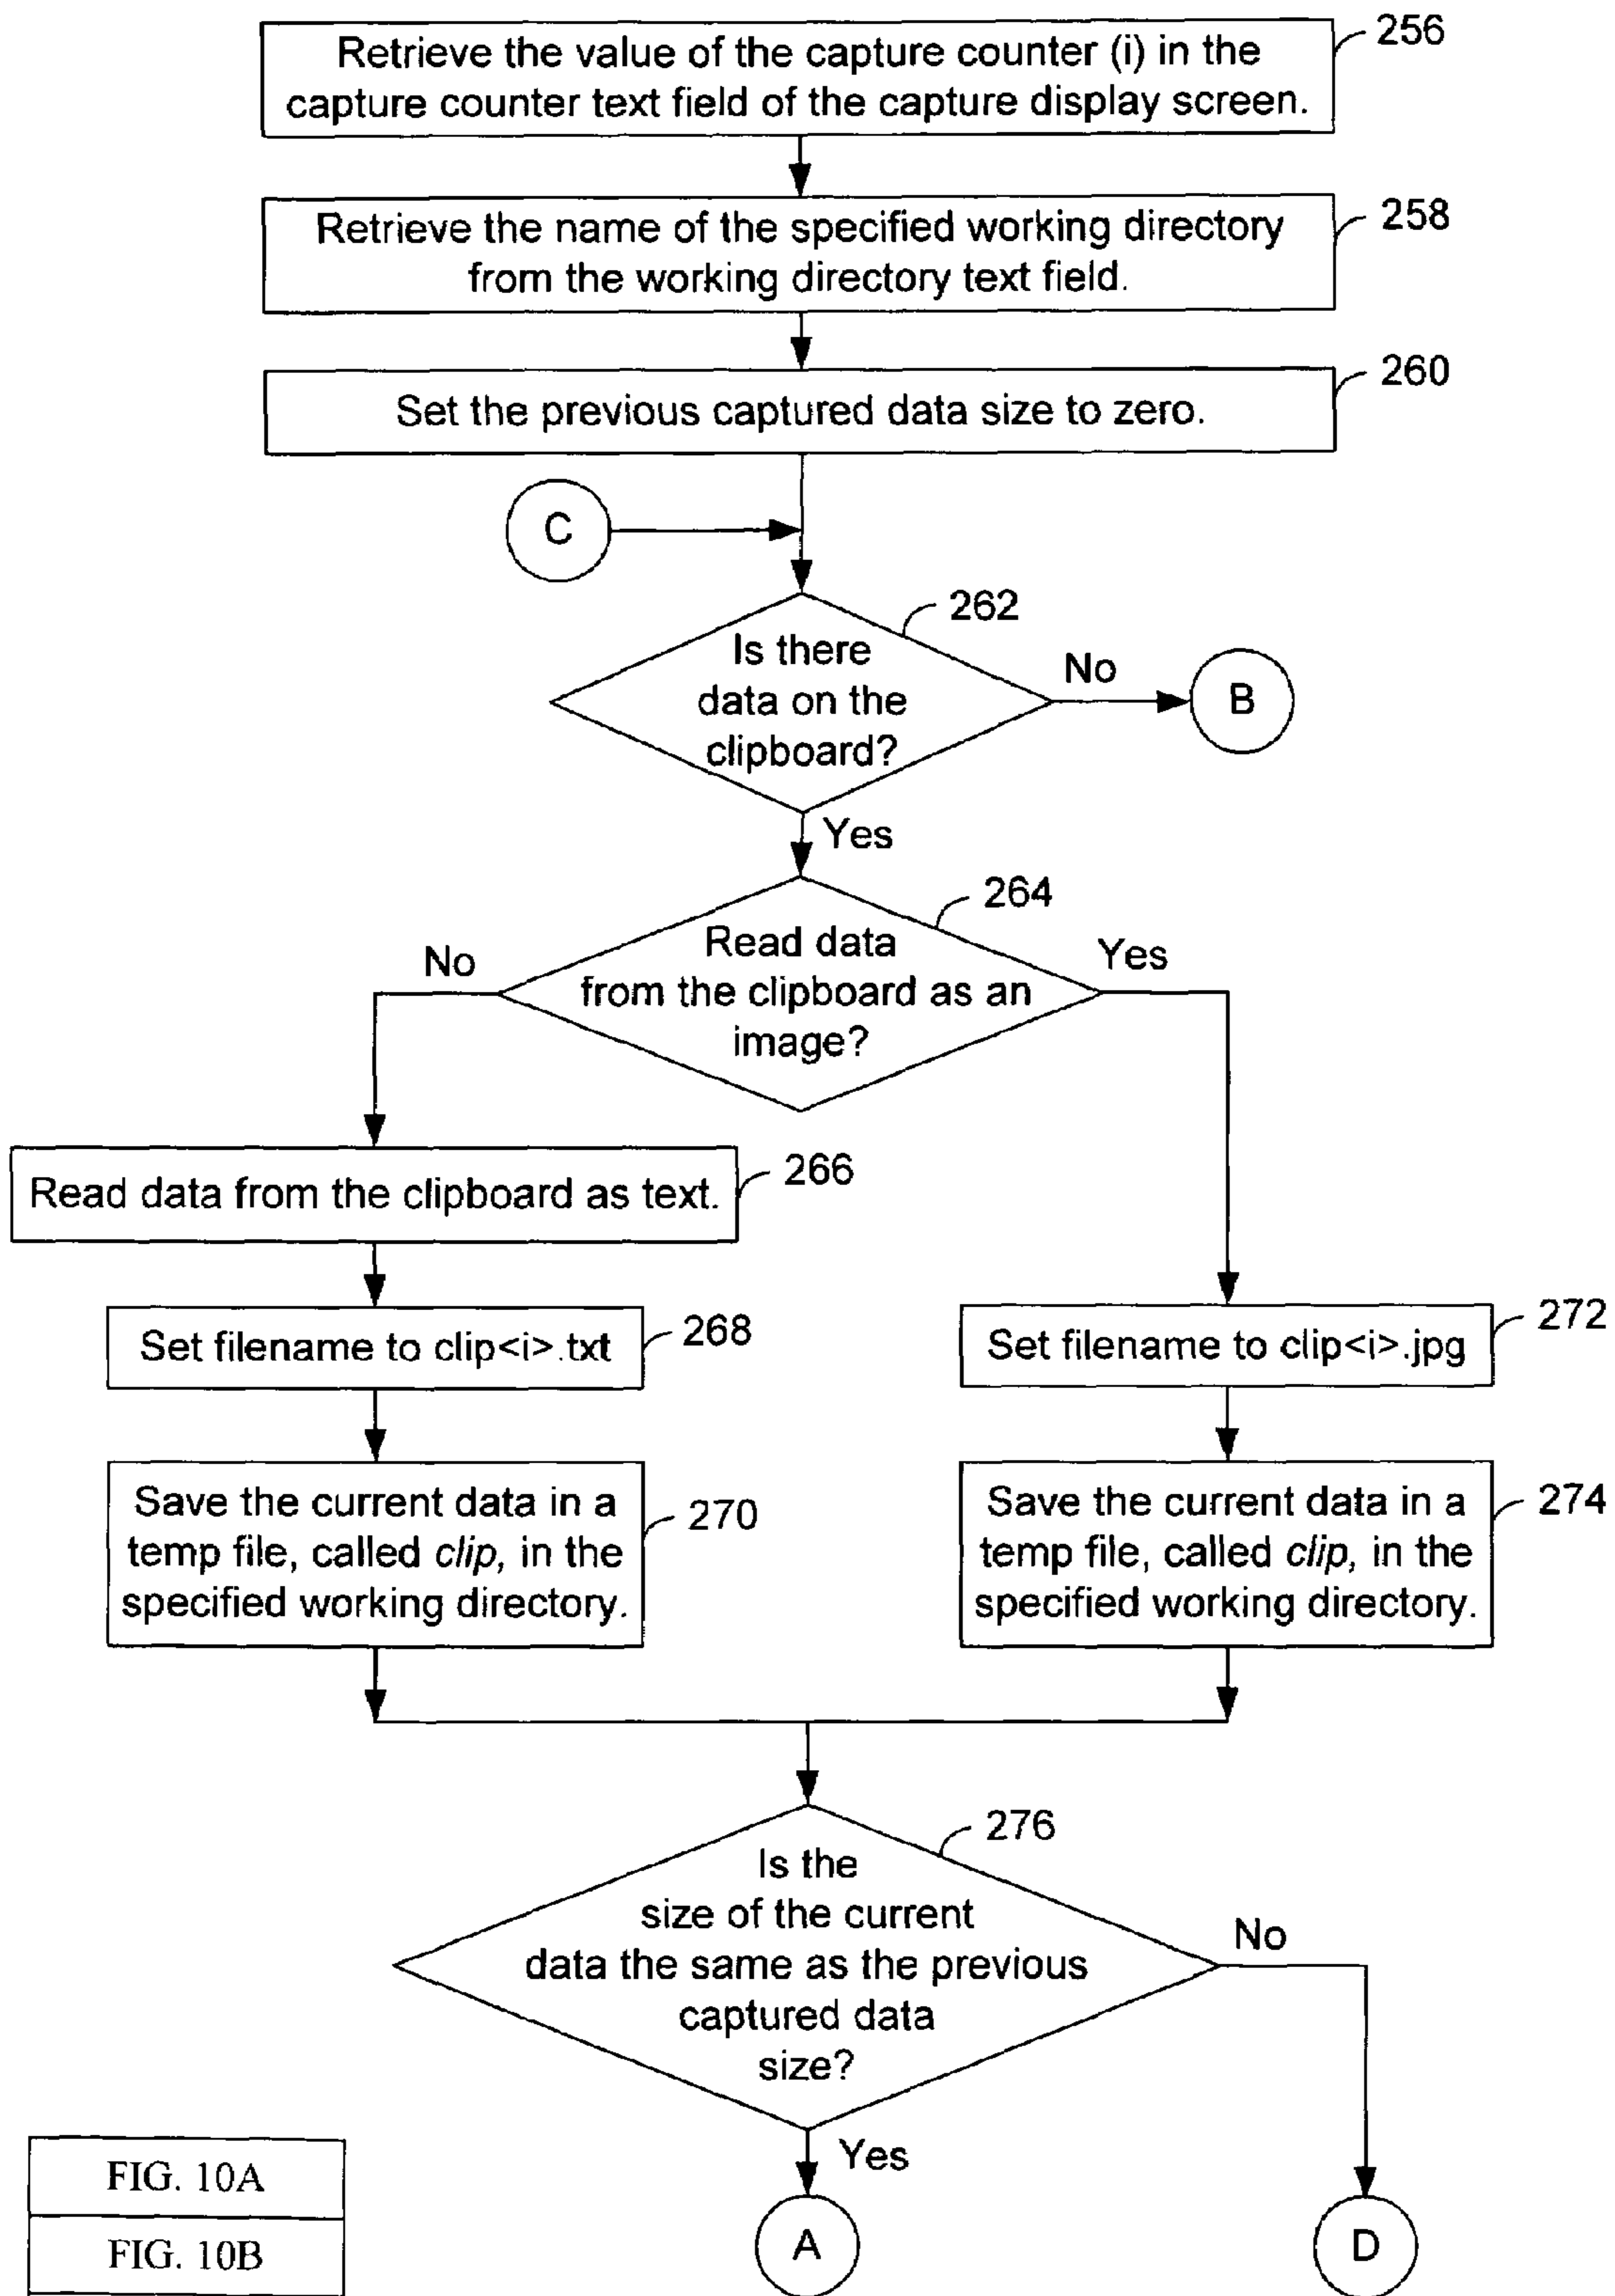 256
Retrieve the value of the capture counter (i) in the
capture counter text field of the capture display screen.
258
Retrieve the name of the specified working directory
from the working directory text field.
260
Set the previous captured data size to zero.
C
262
Is there
data on the
clipboard?
No
B
Yes
264
Read data
from the clipboard as an
image?
No
Yes
266
Read data from the clipboard as text.
268
Set filename to clip<i>.txt
272
Set filename to clip<i>.jpg
270
Save the current data in a
temp file, called clip, in the
specified working directory.
274
Save the current data in a
temp file, called clip, in the
specified working directory.
276
Is the
size of the current
data the same as the previous
captured data
size?
No
Yes
A
D
FIG. 10A
FIG. 10B